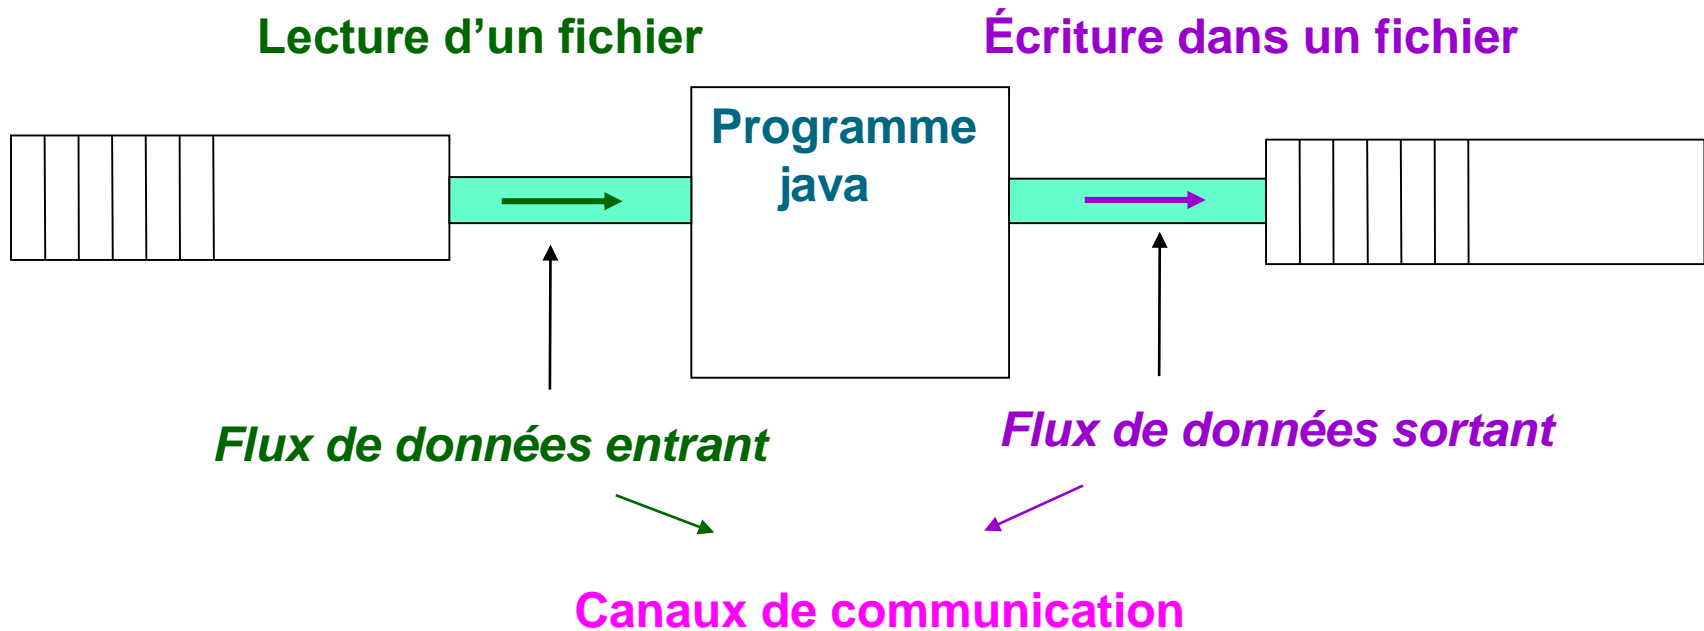 Lecture d’un fichier
Écriture dans un fichier
Programme
java
Flux de données entrant
Flux de données sortant
Canaux de communication